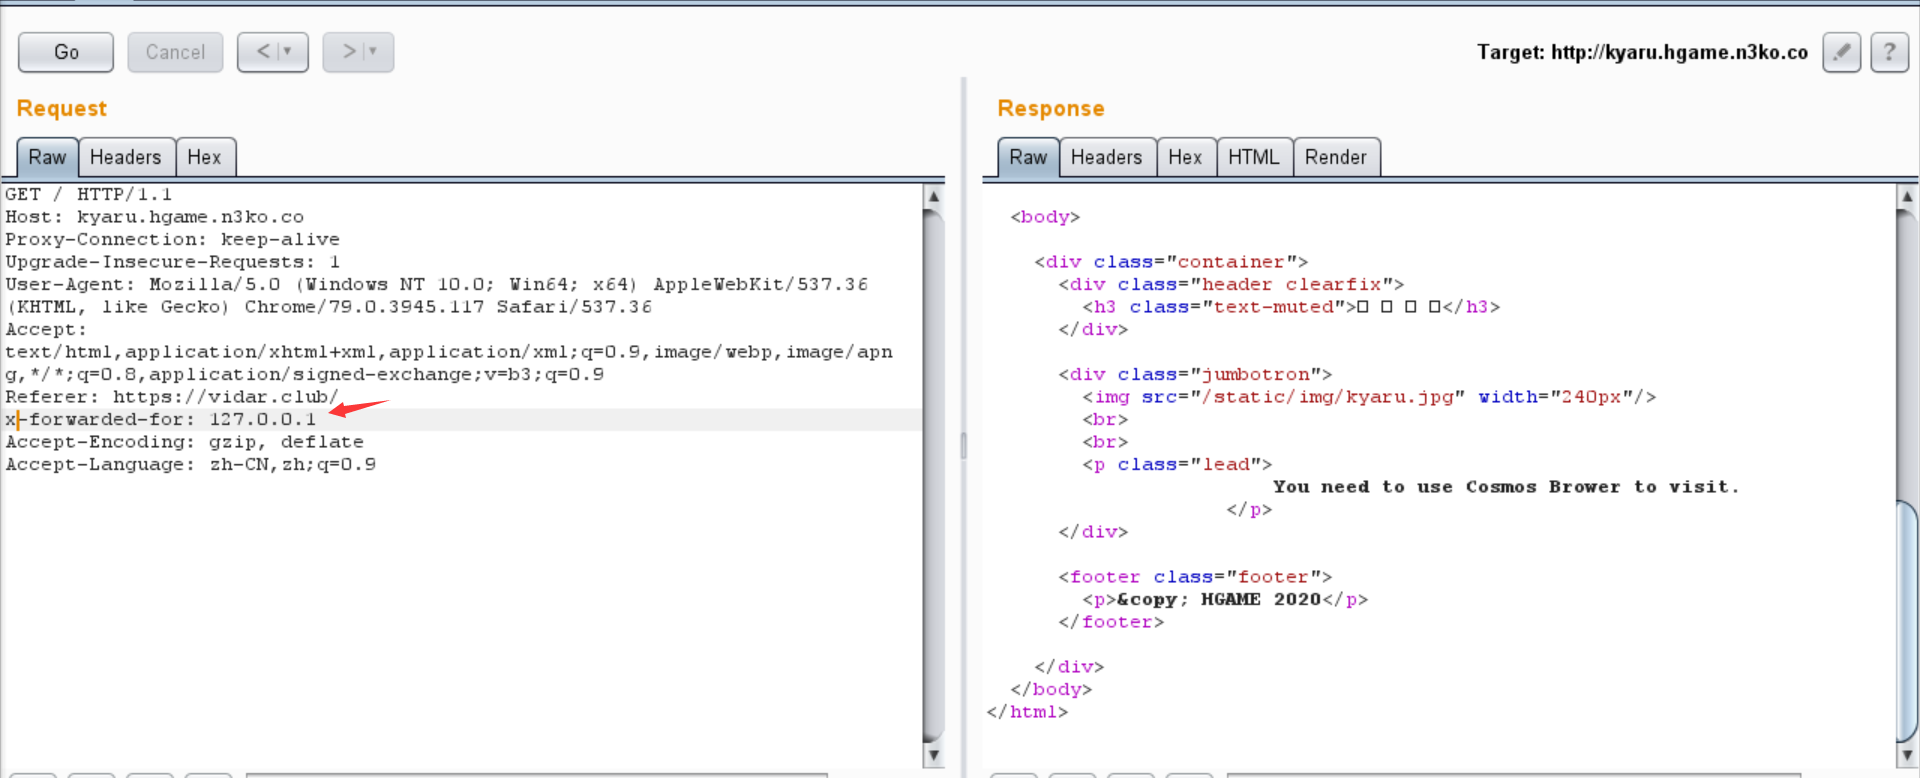 Go
Cancel
<
>
Target: http://kyaru.hgame.n3ko.co
?
Request
Raw
Headers
Hex
GET / HTTP/1.1
Host: kyaru.hgame.n3ko.co
Proxy-Connection: keep-alive
Upgrade-Insecure-Requests: 1
User-Agent: Mozilla/5.0 (Windows NT 10.0; Win64; x64) AppleWebKit/537.36
(KHTML, like Gecko) Chrome/79.0.3945.117 Safari/537.36
Accept:
text/html,application/xhtml+xml,application/xml;q=0.9,image/webp,image/apn
g,*/*;q=0.8,application/signed-exchange;v=b3;q=0.9
Referer: https://vidar.club/
x-forwarded-for: 127.0.0.1
Accept-Encoding: gzip, deflate
Accept-Language: zh-CN,zh;q=0.9
Response
Raw
Headers
Hex
HTML
Render
<body>
<div class="container">
<div class="header clearfix">
<h3 class="text-muted">□ □ □ □</h3>
</div>
<div class="jumbotron">
<img src="/static/img/kyaru.jpg" width="240px"/>
<br>
<br>
<p class="lead">
You need to use Cosmos Brower to visit.
</p>
</div>
<footer class="footer">
<p>&copy; HGAME 2020</p>
</footer>
</div>
</body>
</html>